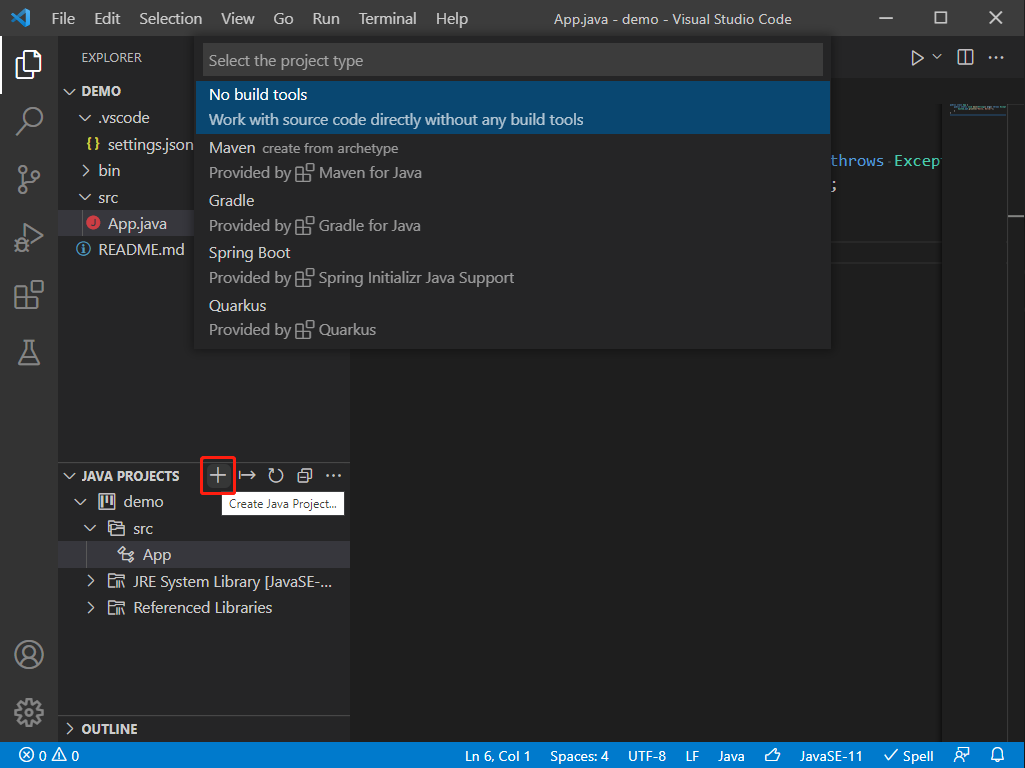 File Edit Selection View Go Run Terminal Help App.java - demo - Visual Studio Code
EXPLORER
DEMO
.vscode
{} settings.json
bin
src
J App.java
README.md
Select the project type
No build tools
Work with source code directly without any build tools
Maven create from archetype
Provided by Maven for Java
Gradle
Provided by Gradle for Java
Spring Boot
Provided by Spring Initializr Java Support
Quarkus
Provided by Quarkus
throws Excep
;
JAVA PROJECTS
Create Java Project...
demo
src
App
JRE System Library [JavaSE-...
Referenced Libraries
OUTLINE
0 0 Ln 6, Col 1 Spaces: 4 UTF-8 LF Java JavaSE-11 Spell